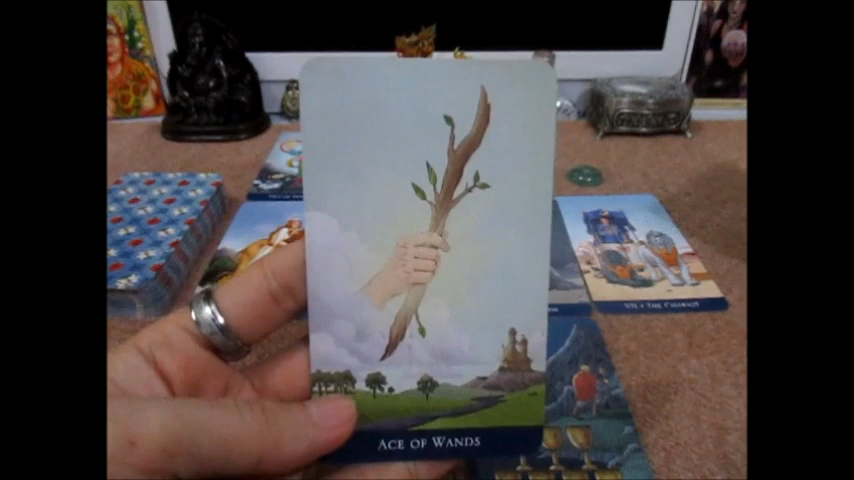 ACE OF WANDS
VII • THE CHARIOT